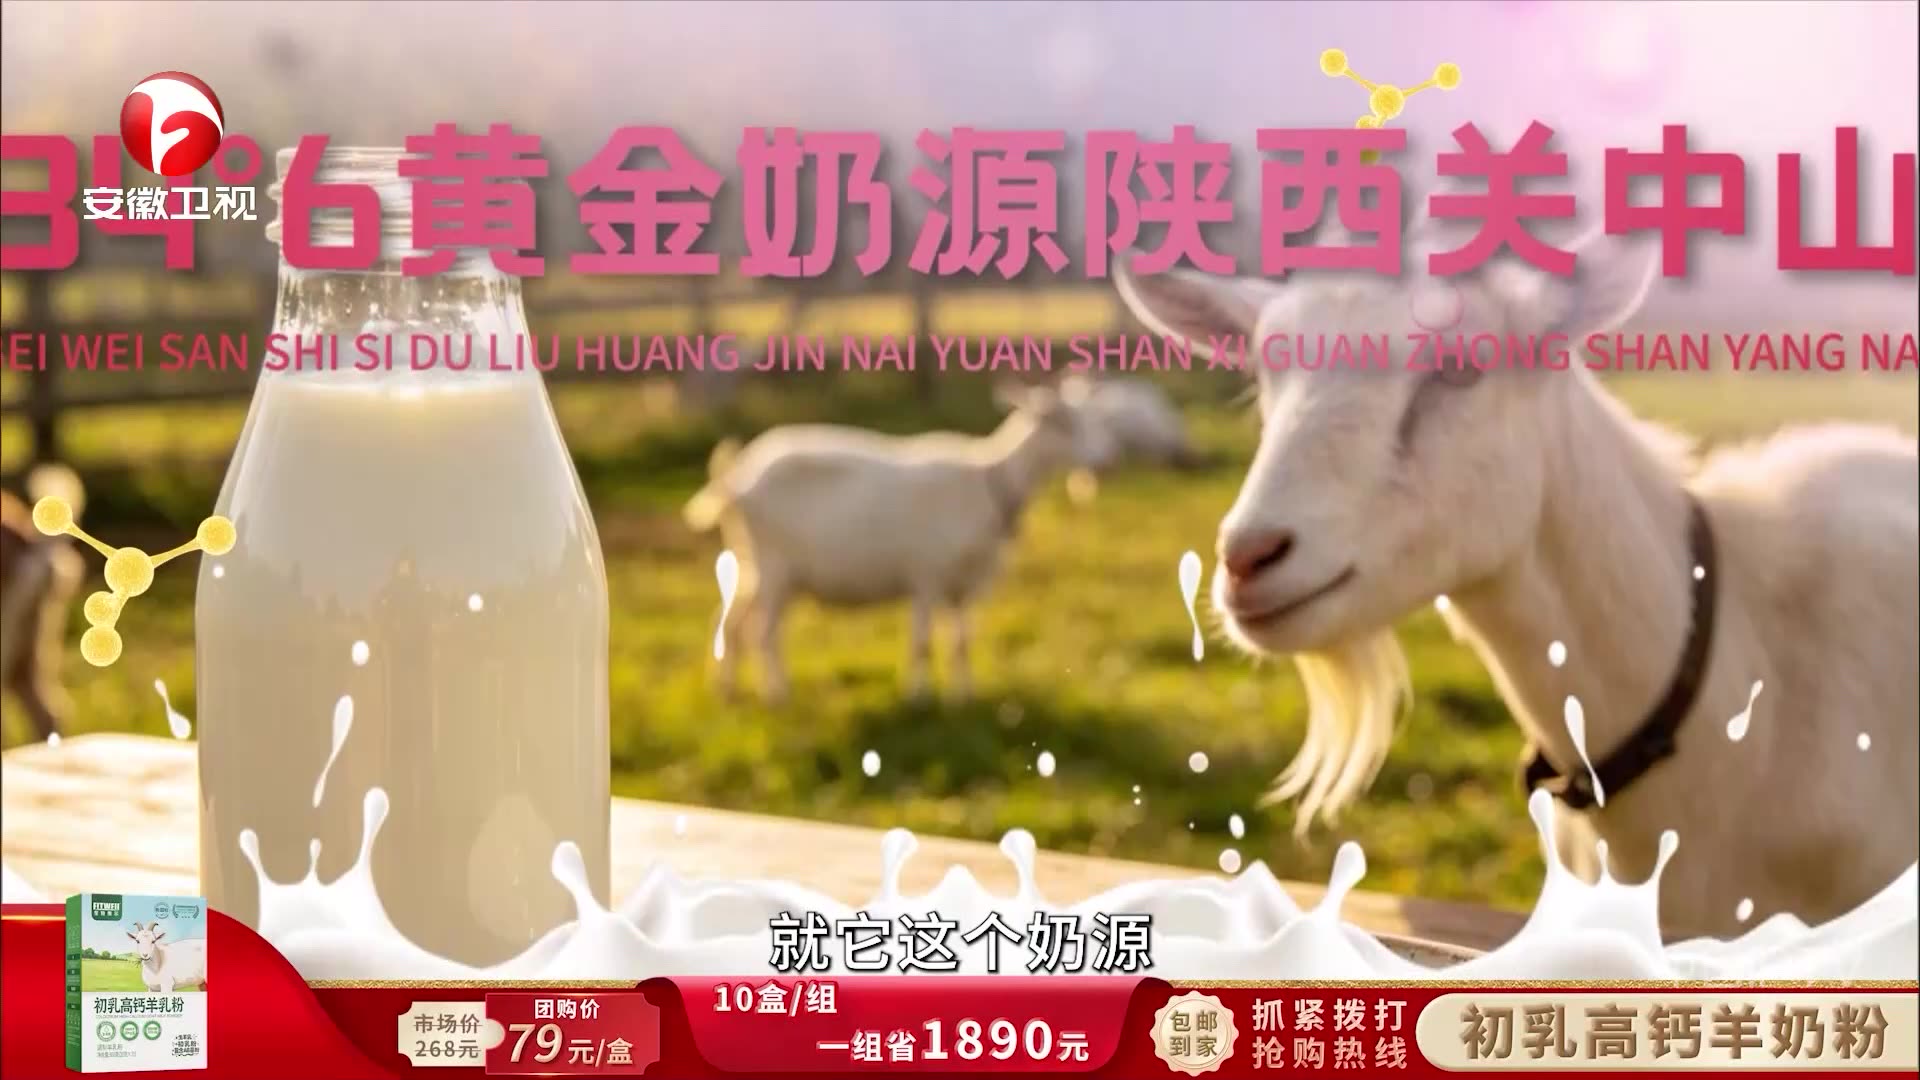 安徽卫视
34°6黄金奶源陕西关中山
BEI WEI SAN SHI SI DU LIU HUANG JIN NAI YUAN SHAN XI GUAN ZHONG SHAN YANG NA
就它这个奶源
FITWEII
初乳高钙羊乳粉
市场价
268元
团购价
79元/盒
10盒/组
一组省1890元
包邮
到家
抓紧拨打
抢购热线
初乳高钙羊奶粉